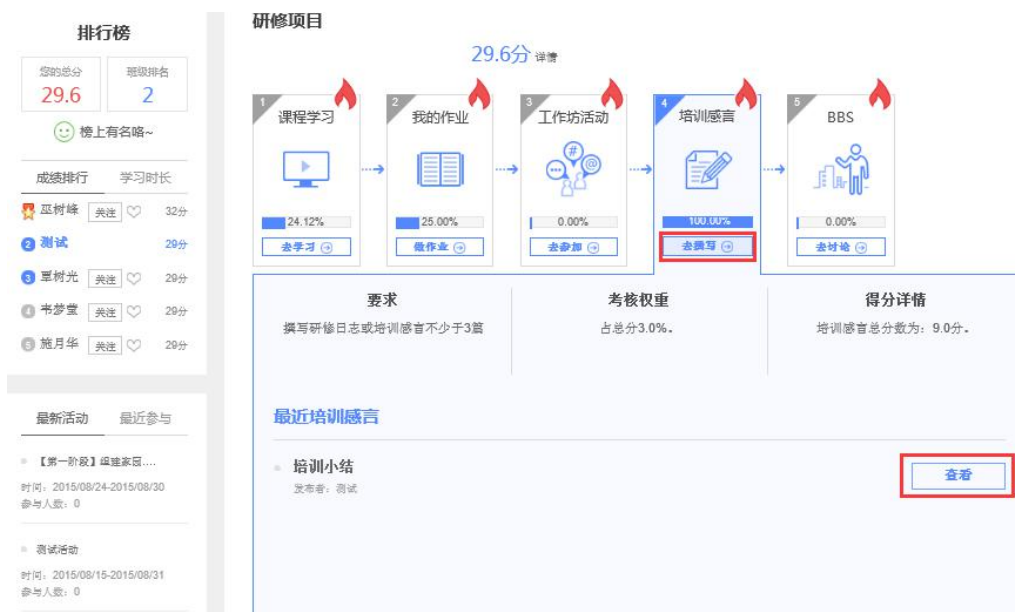 排行榜
您的总分
班级排名
29.6
2
榜上有名咯~
成绩排行 学习时长
巫树峰 关注 32分
2 测试 29分
3 覃树光 关注 29分
4 韦梦莹 关注 29分
5 施月华 关注 29分
最新活动 最近参与
【第一阶段】组建家园....
时间：2015/08/24-2015/08/30
参与人数：0
测试活动
时间：2015/08/15-2015/08/31
参与人数：0
研修项目
29.6分 详情
1
课程学习
24.12%
去学习
2
我的作业
25.00%
做作业
3
工作坊活动
0.00%
去参加
4
培训感言
100.00%
去撰写
5
BBS
0.00%
去讨论
要求
撰写研修日志或培训感言不少于3篇
考核权重
占总分3.0%。
得分详情
培训感言总分数为：9.0分。
最近培训感言
培训小结
发布者：测试
查看